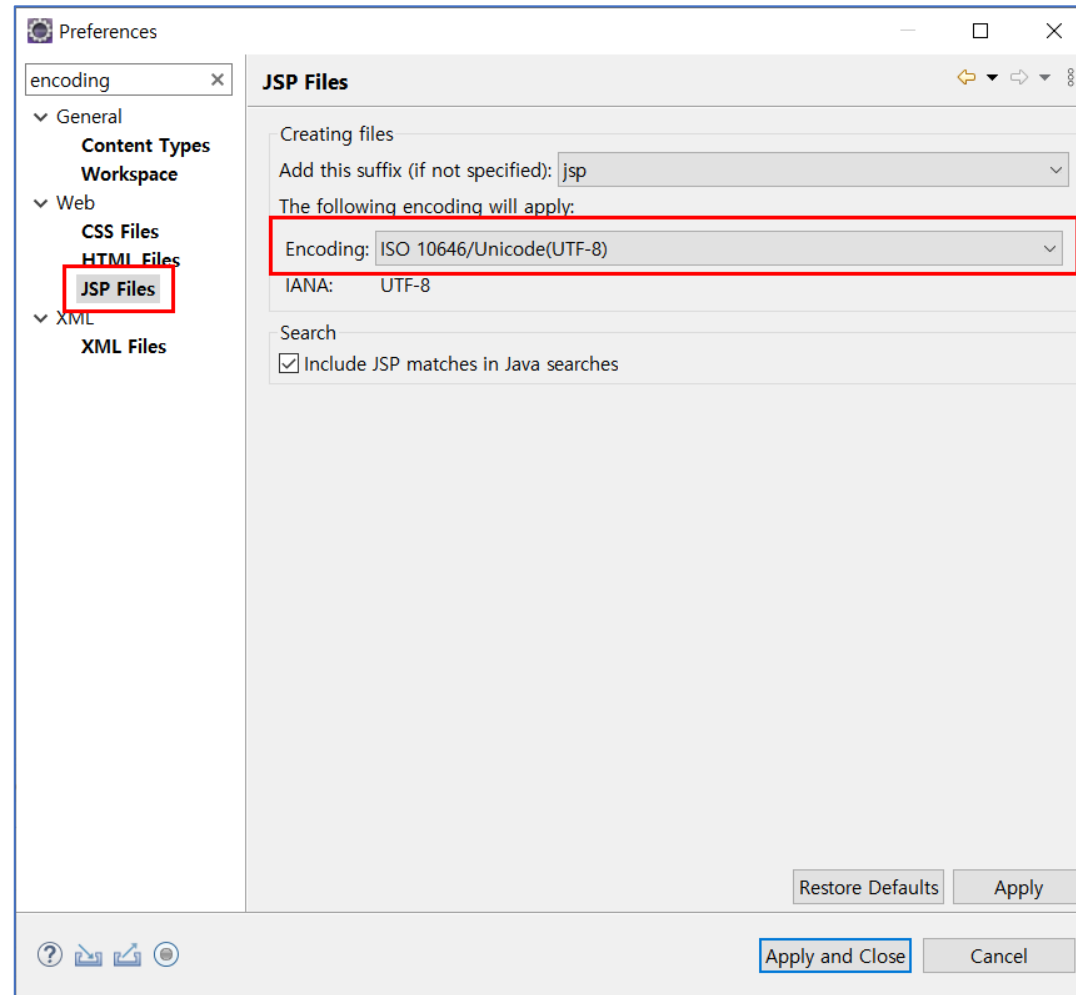 Preferences
encoding
General
Content Types
Workspace
Web
CSS Files
HTML Files
JSP Files
XML
XML Files
JSP Files
Creating files
Add this suffix (if not specified): jsp
The following encoding will apply:
Encoding: ISO 10646/Unicode(UTF-8)
IANA: UTF-8
Search
Include JSP matches in Java searches
Restore Defaults Apply
Apply and Close Cancel